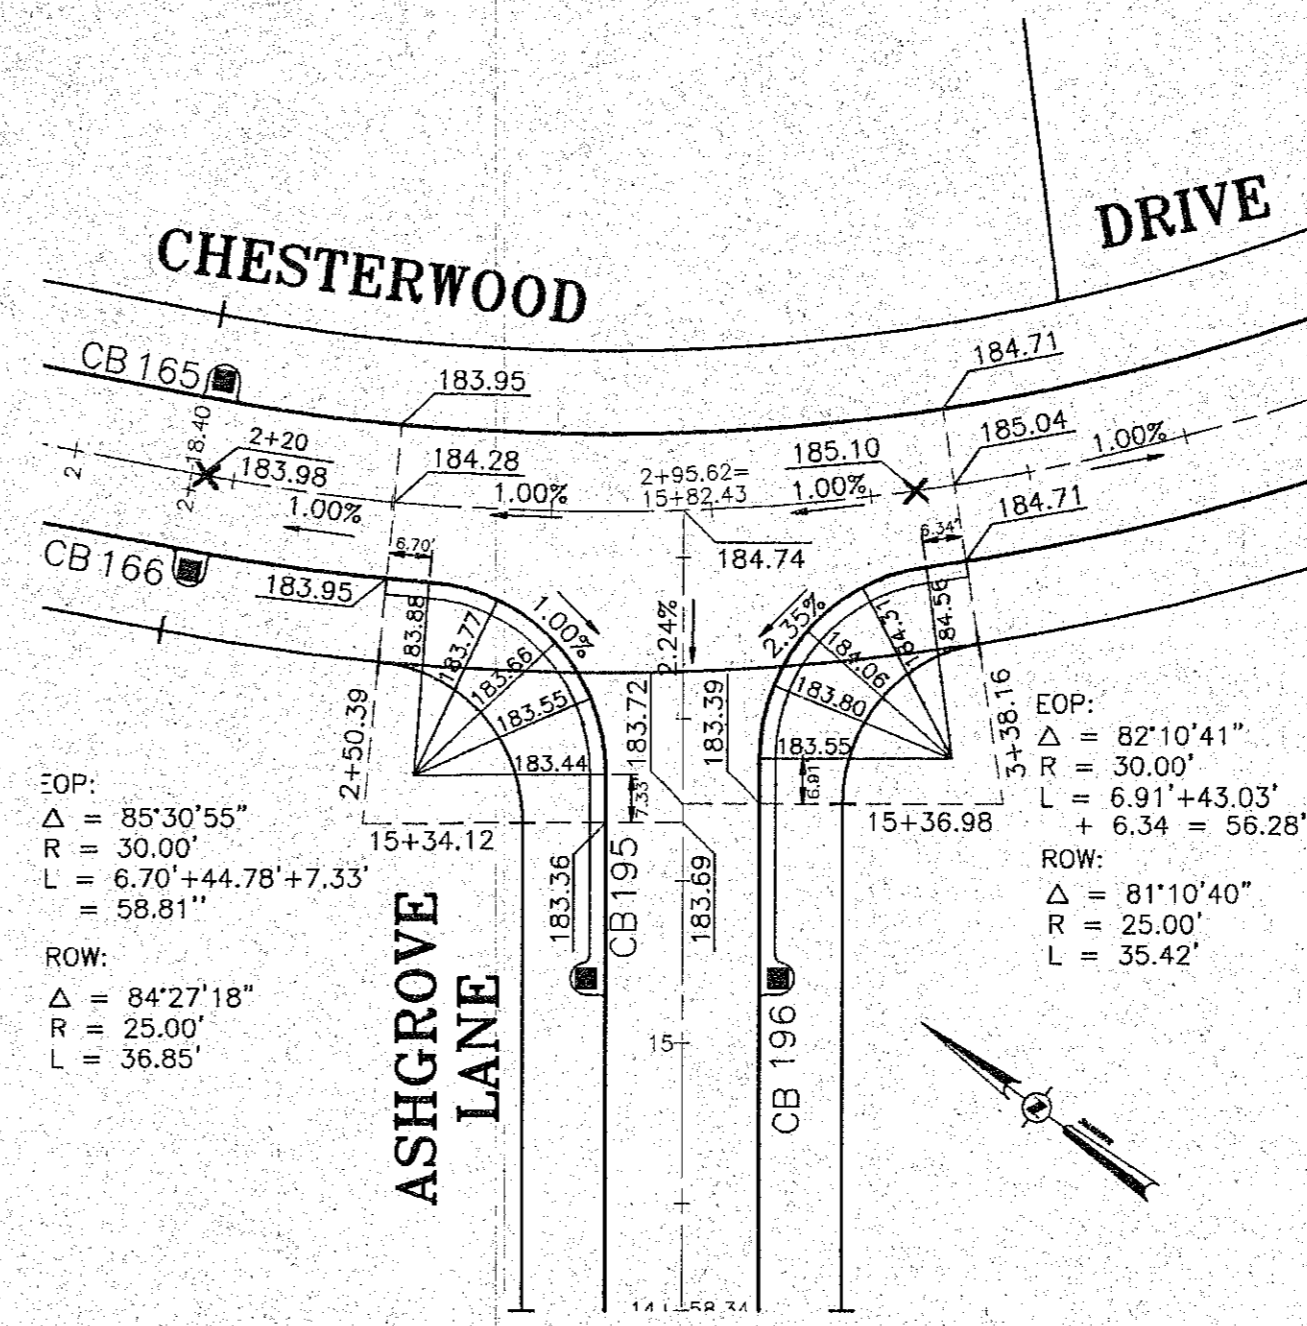 CHESTERWOOD
DRIVE
CB 165
CB 166
2
2+18.40
2+20
183.98
1.00%
183.95
184.28
1.00%
2+95.62=
15+82.43
184.74
185.10
1.00%
184.71
185.04
1.00%
184.71
6.34'
6.70'
183.95
183.88
183.77
183.66
183.55
183.44
1.00%
2.24%
2.35%
184.56
184.31
184.06
183.80
183.55
6.91'
7.33'
183.72
183.39
183.36
183.69
2+50.39
3+38.16
15+34.12
15+36.98
EOP:
Δ = 85°30'55"
R = 30.00'
L = 6.70'+44.78'+7.33'
= 58.81''
ROW:
Δ = 84°27'18"
R = 25.00'
L = 36.85'
EOP:
Δ = 82°10'41"
R = 30.00'
L = 6.91'+43.03'
+ 6.34 = 56.28'
ROW:
Δ = 81°10'40"
R = 25.00'
L = 35.42'
ASHGROVE
LANE
CB 195
CB 196
15
14+58.34
N